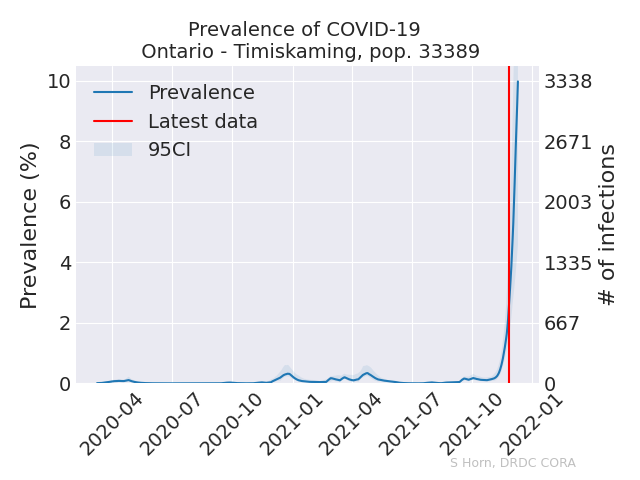 Prevalence of COVID-19
Ontario - Timiskaming, pop. 33389
Prevalence
Latest data
95CI
Prevalence (%)
10
8
6
4
2
0
3338
2671
2003
1335
667
0
# of infections
2020-04
2020-07
2020-10
2021-01
2021-04
2021-07
2021-10
2022-01
S Horn, DRDC CORA